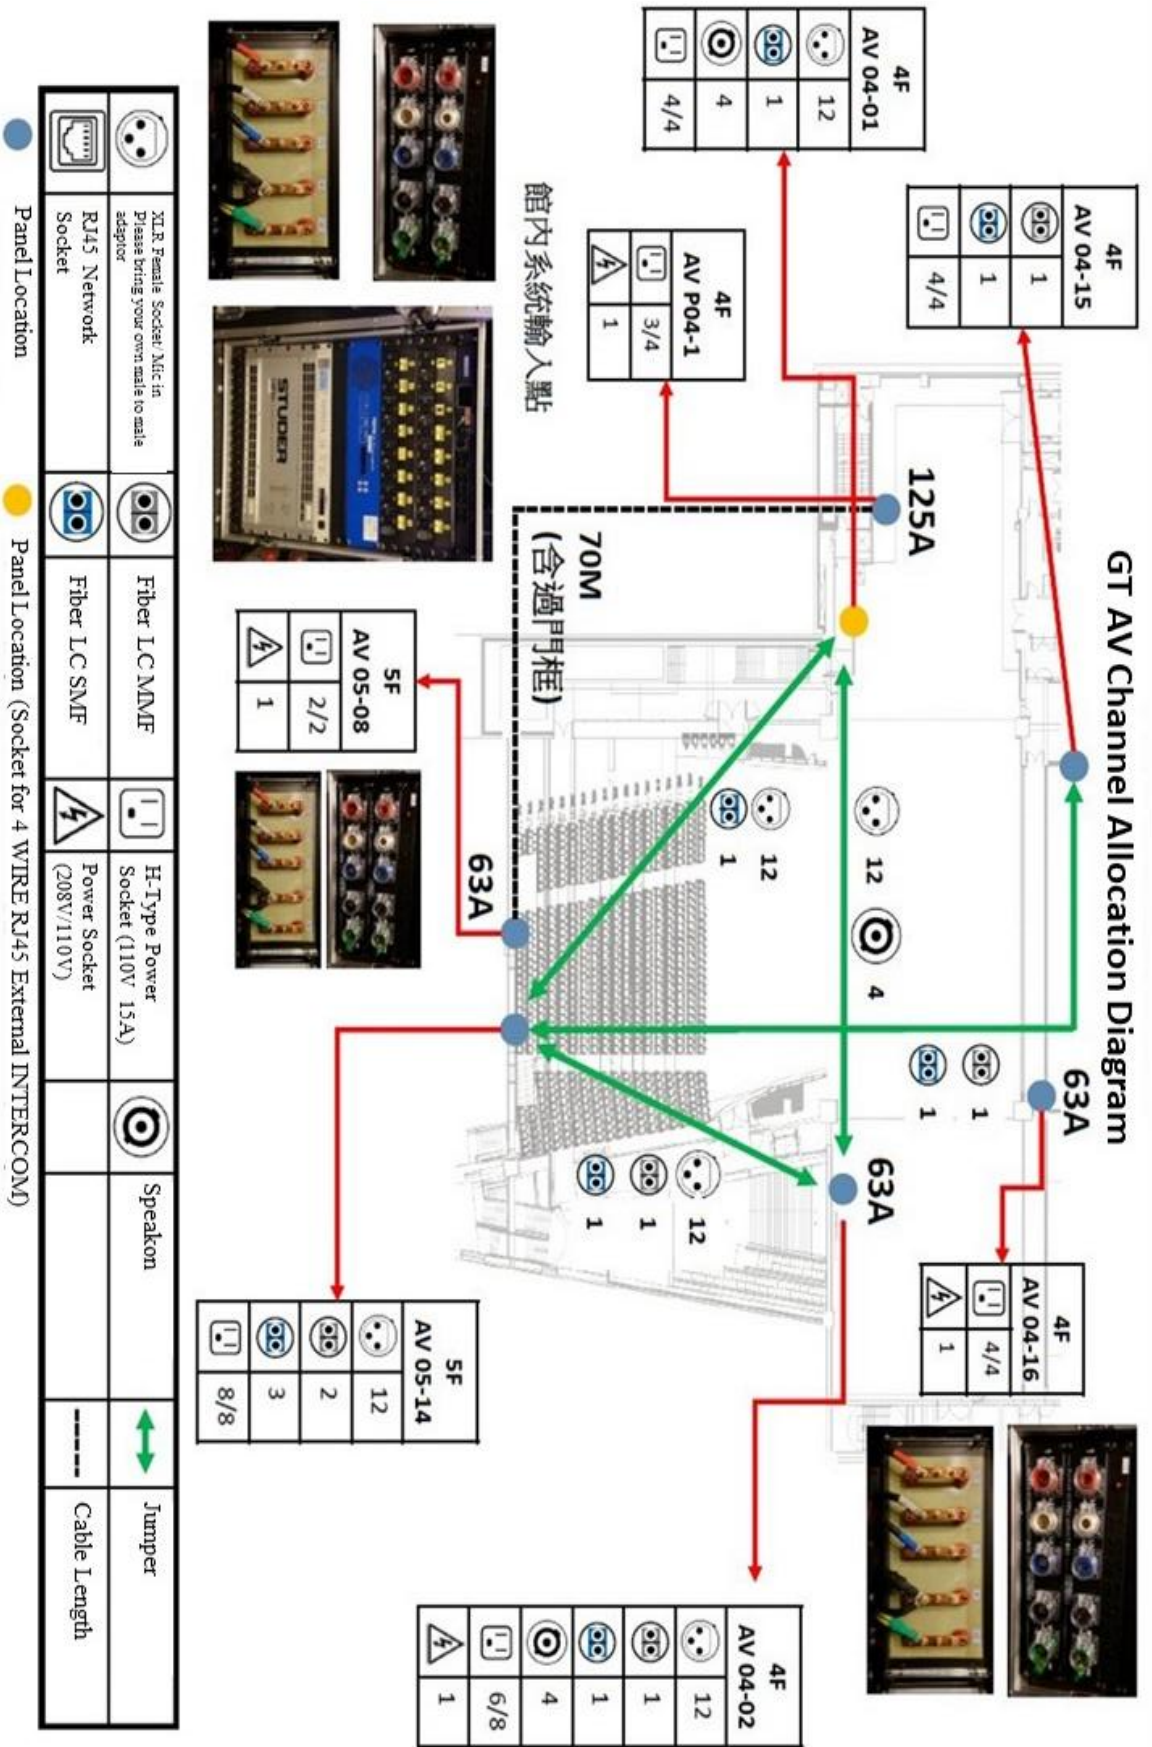 GT AV Channel Allocation Diagram
4F
AV 04-15
1
1
4/4
4F
AV 04-01
12
1
4
4/4
4F
AV P04-1
3/4
1
館內系統輸入點
125A
70M
(含過門框)
63A
4F
AV 04-16
4/4
1
63A
12
4
12
1
1
1
12
1
1
63A
STUDER
5F
AV 05-08
2/2
1
5F
AV 05-14
12
2
3
8/8
4F
AV 04-02
12
1
1
4
6/8
1
XLR Female Socket/ Mic in
Please bring your own male to male
adaptor
Fiber LC MMF
H-Type Power
Socket (110V 15A)
Speakon
Jumper
RJ45 Network
Socket
Fiber LC SMF
Power Socket
(208V/110V)
Cable Length
Panel Location
Panel Location (Socket for 4 WIRE RJ45 External INTERCOM)